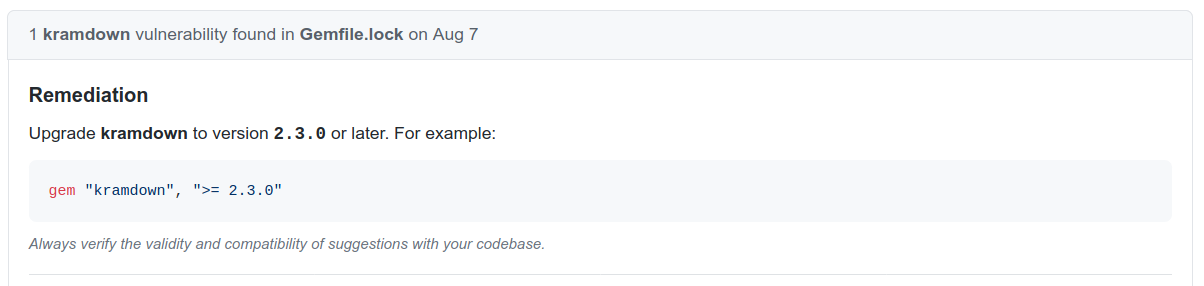 1 kramdown vulnerability found in Gemfile.lock on Aug 7
Remediation
Upgrade kramdown to version 2.3.0 or later. For example:
gem "kramdown", ">= 2.3.0"
Always verify the validity and compatibility of suggestions with your codebase.